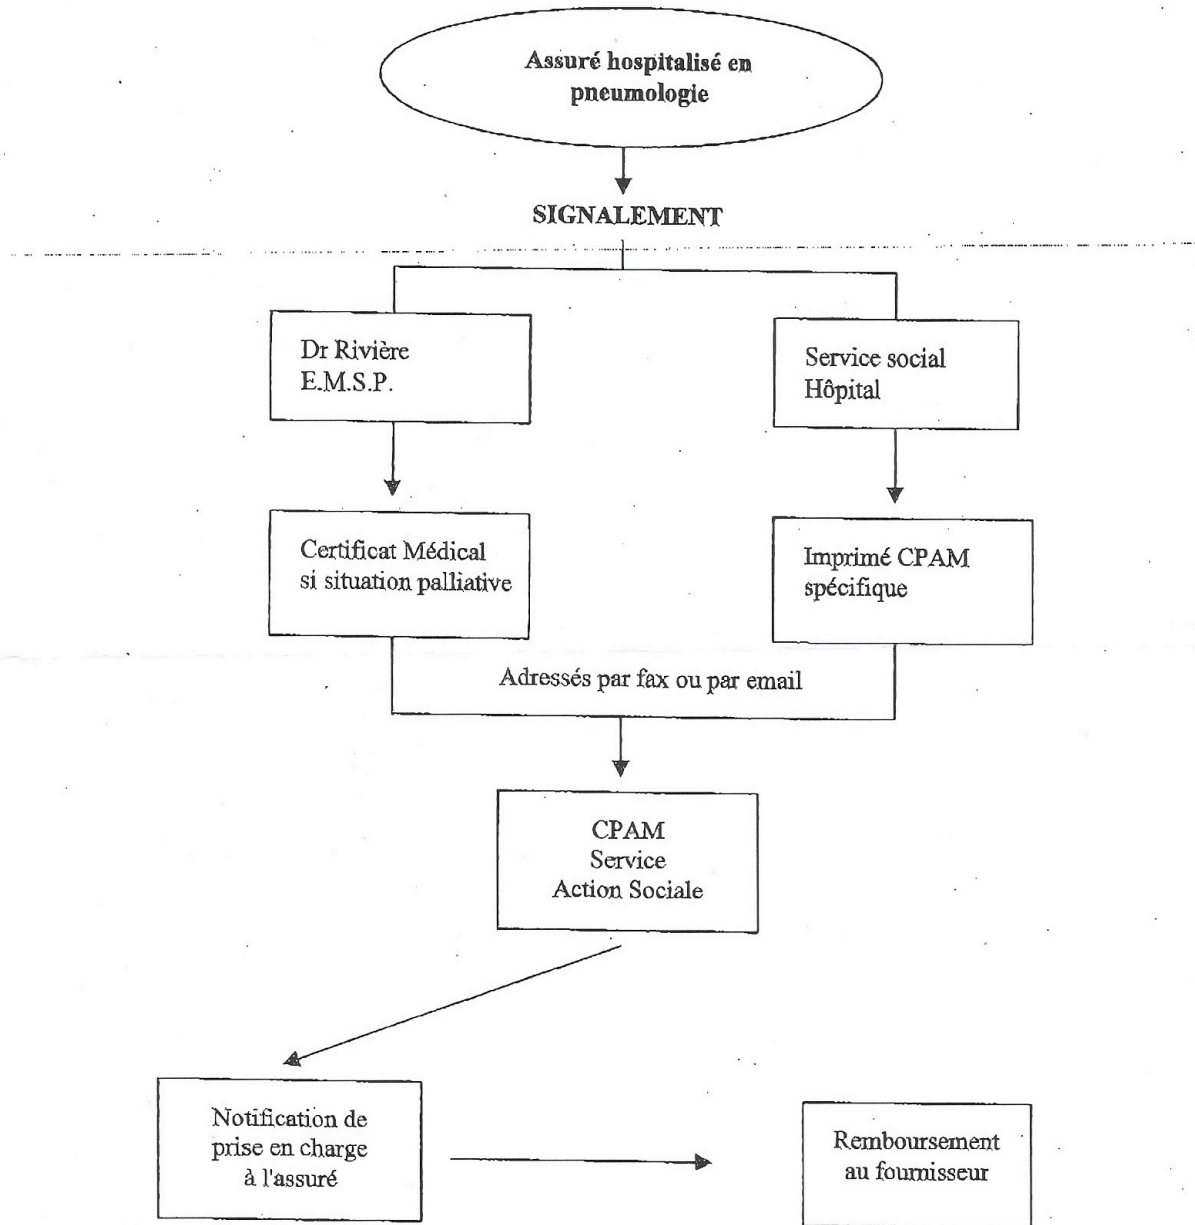 Assuré hospitalisé en
pneumologie
SIGNALEMENT
Dr Rivière
E.M.S.P.
Service social
Hôpital
Certificat Médical
si situation palliative
Imprimé CPAM
spécifique
Adressés par fax ou par email
CPAM
Service
Action Sociale
Notification de
prise en charge
à l'assuré
Remboursement
au fournisseur